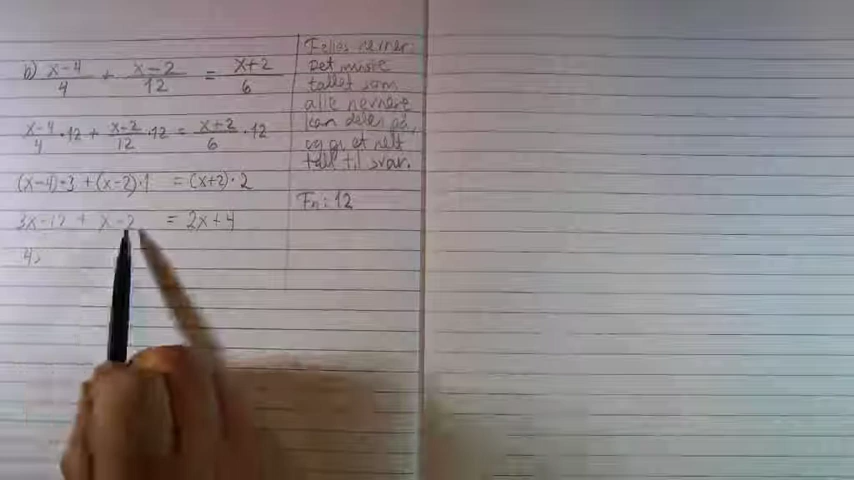 b) x-4/4 + x-2/12 = x+2/6
x-4/4 · 12 + x-2/12 · 12 = x+2/6 · 12
(x-4)·3 + (x-2)·1 = (x+2)·2
3x-12 + x-2 = 2x+4
4x
Felles nevner:
Det minste
tallet som
alle nevnere
kan deles på,
og gi et helt
tall til svar.
Fn: 12